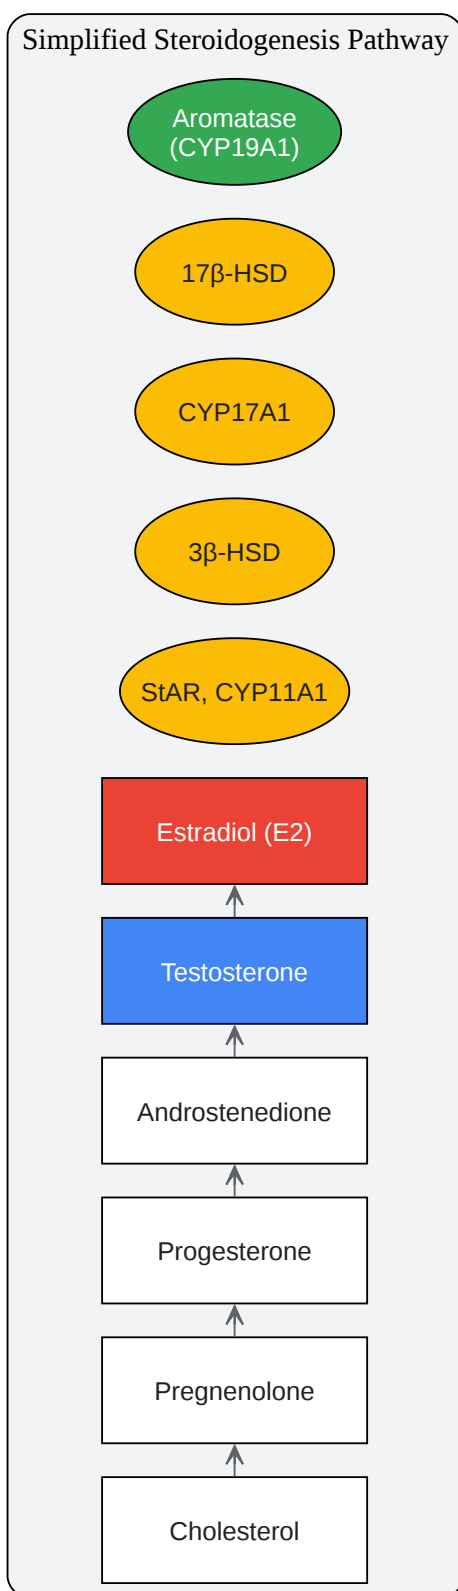 Simplified Steroidogenesis Pathway
Aromatase
(CYP19A1)
17β-HSD
CYP17A1
3β-HSD
StAR, CYP11A1
Estradiol (E2)
Testosterone
Androstenedione
Progesterone
Pregnenolone
Cholesterol